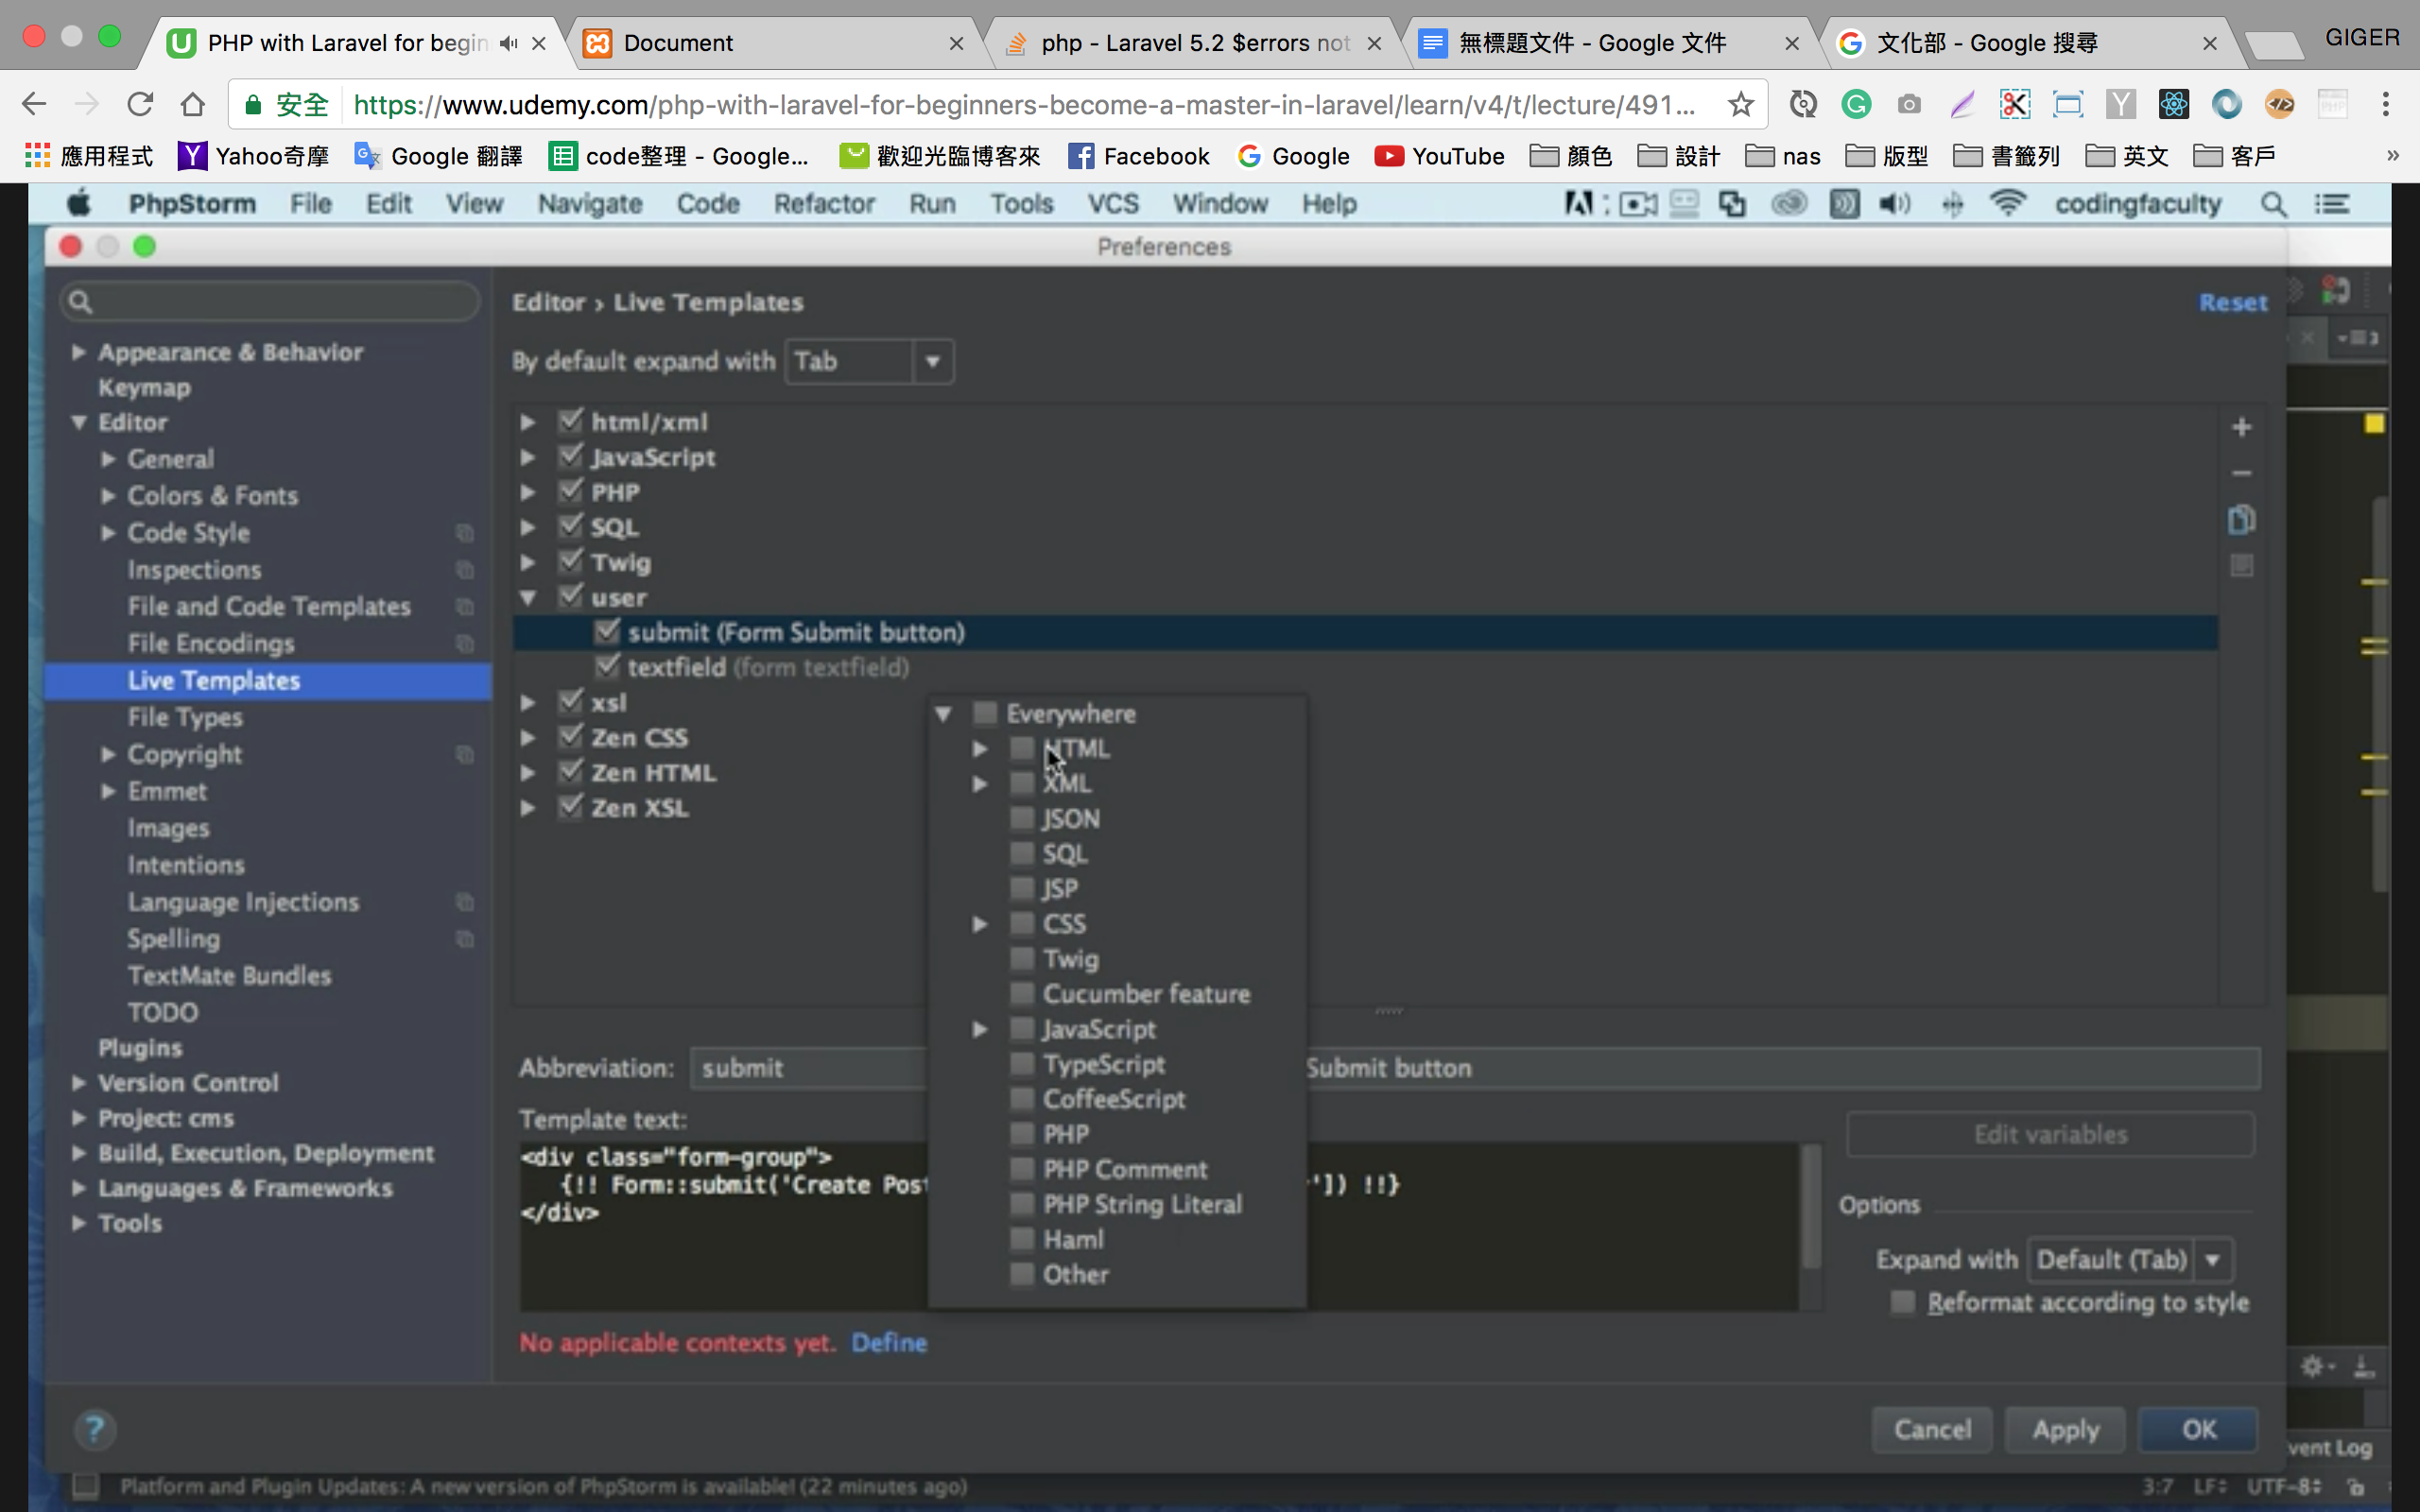 PHP with Laravel for begin
Document
php - Laravel 5.2 $errors not
無標題文件 - Google 文件
文化部 - Google 搜尋
GIGER
安全
https://www.udemy.com/php-with-laravel-for-beginners-become-a-master-in-laravel/learn/v4/t/lecture/491...
應用程式
Yahoo奇摩
Google 翻譯
code整理 - Google...
歡迎光臨博客來
Facebook
Google
YouTube
顏色
設計
nas
版型
書籤列
英文
客戶
»
PhpStorm File Edit View Navigate Code Refactor Run Tools VCS Window Help
codingfaculty
Preferences
Appearance & Behavior
Keymap
Editor
General
Colors & Fonts
Code Style
Inspections
File and Code Templates
File Encodings
Live Templates
File Types
Copyright
Emmet
Images
Intentions
Language Injections
Spelling
TextMate Bundles
TODO
Plugins
Version Control
Project: cms
Build, Execution, Deployment
Languages & Frameworks
Tools
Editor › Live Templates
Reset
By default expand with Tab
html/xml
JavaScript
PHP
SQL
Twig
user
submit (Form Submit button)
textfield (form textfield)
xsl
Zen CSS
Zen HTML
Zen XSL
Everywhere
HTML
XML
JSON
SQL
JSP
CSS
Twig
Cucumber feature
JavaScript
TypeScript
CoffeeScript
PHP
PHP Comment
PHP String Literal
Haml
Other
Abbreviation: submit
Submit button
Template text:
<div class="form-group">
{!! Form::submit('Create Post
']) !!}
</div>
Edit variables
Options
Expand with Default (Tab)
Reformat according to style
No applicable contexts yet. Define
?
Cancel
Apply
OK
vent Log
Platform and Plugin Updates: A new version of PhpStorm is available! (22 minutes ago)
3:7 LF UTF-8